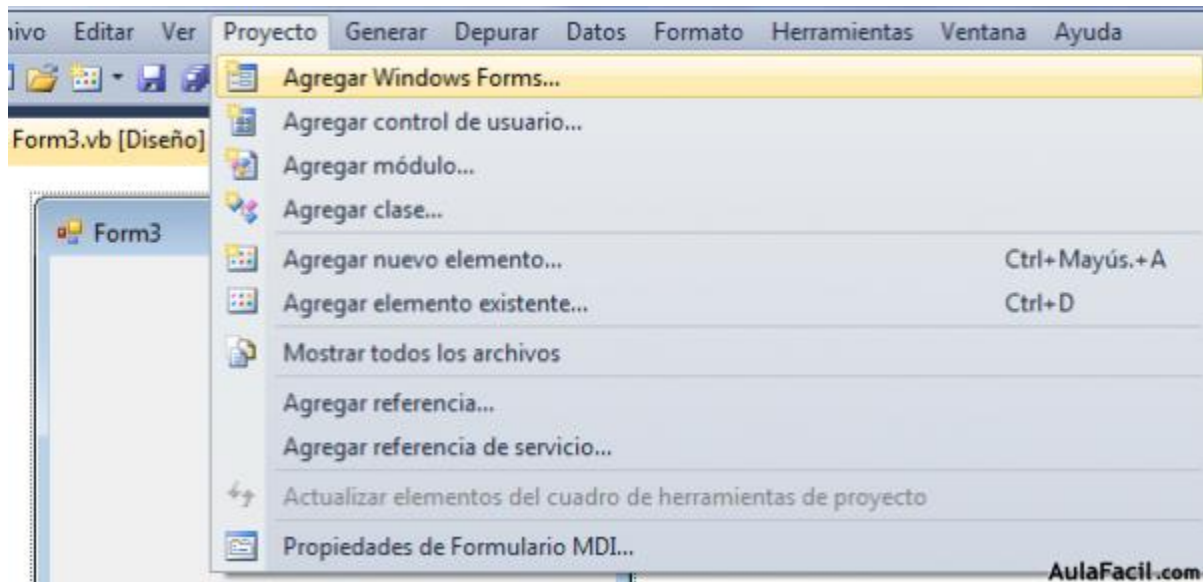 Editar Ver Proyecto Generar Depurar Datos Formato Herramientas Ventana Ayuda
Agregar Windows Forms...
Form3.vb [Diseño]
Agregar control de usuario...
Agregar módulo...
Form3
Agregar clase...
Agregar nuevo elemento... Ctrl+Mayús.+A
Agregar elemento existente... Ctrl+D
Mostrar todos los archivos
Agregar referencia...
Agregar referencia de servicio...
Actualizar elementos del cuadro de herramientas de proyecto
Propiedades de Formulario MDI...
AulaFacil.com